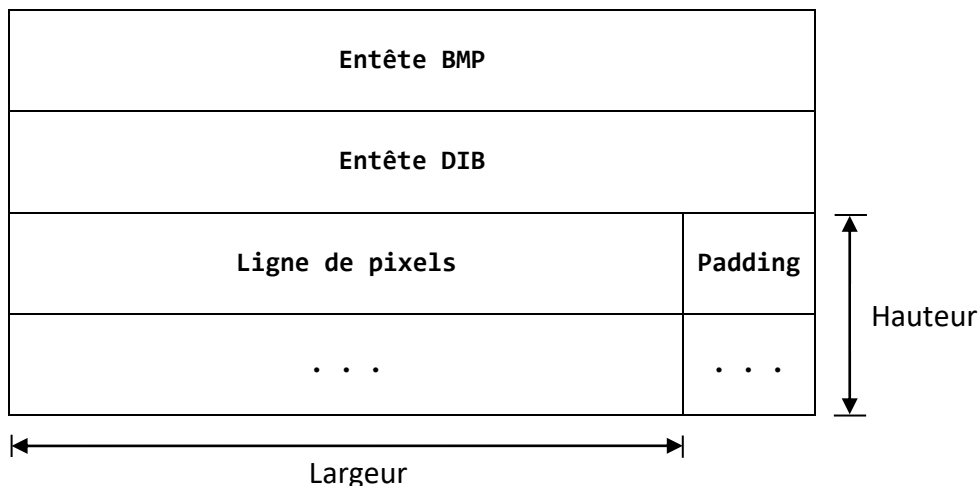 Entête BMP
Entête DIB
Ligne de pixels
Padding
Hauteur
. . .
. . .
Largeur